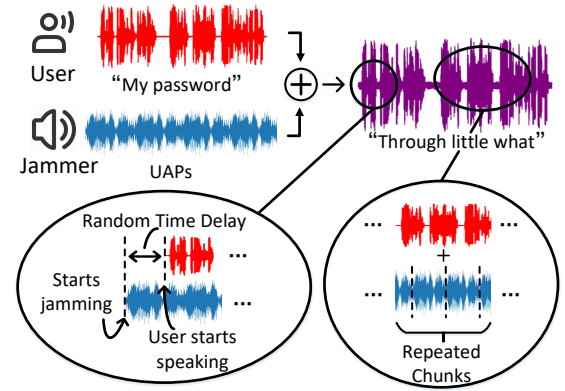 User
“My password”
Jammer
UAPs
“Through little what”
Random Time Delay
...
Starts
jamming
...
User starts
speaking
... ...
+
... ...
Repeated
Chunks